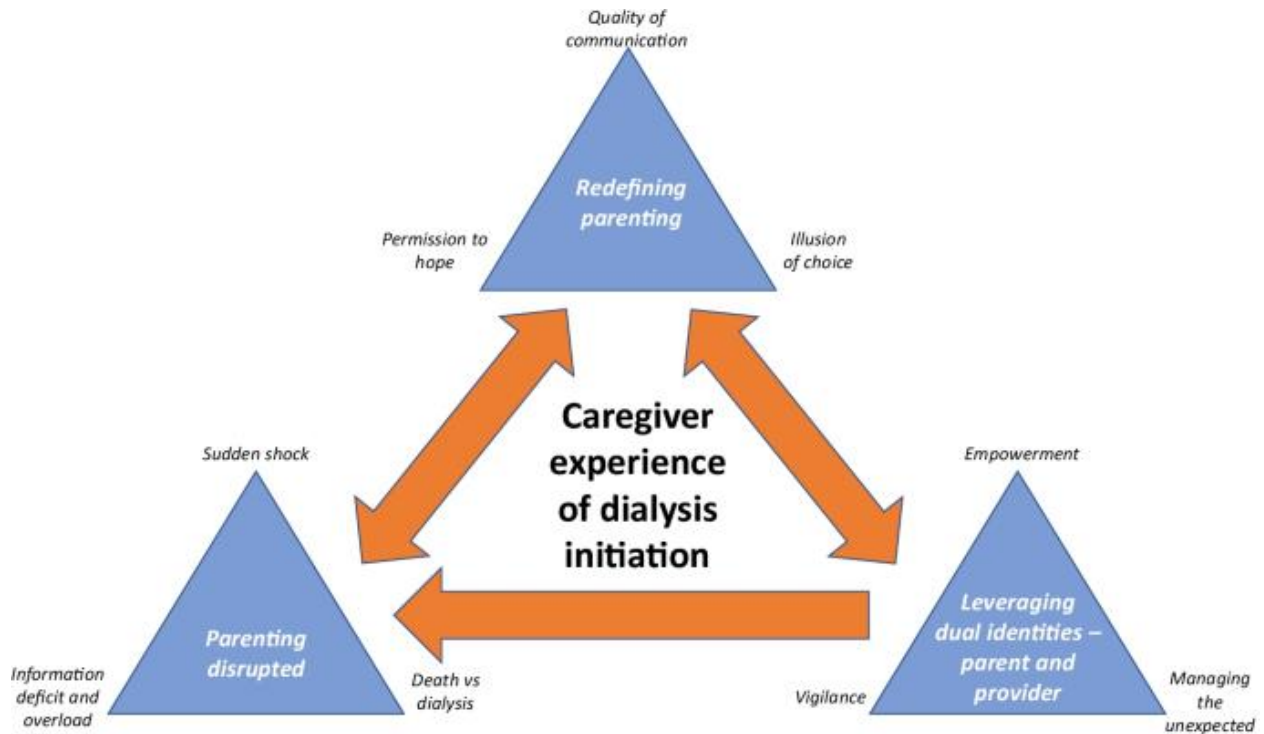 Quality of
communication
Redefining
parenting
Permission to
hope
Illusion
of choice
Caregiver
experience
of dialysis
initiation
Sudden shock
Parenting
disrupted
Information
deficit and
overload
Death vs
dialysis
Empowerment
Leveraging
dual identities –
parent and
provider
Vigilance
Managing
the
unexpected